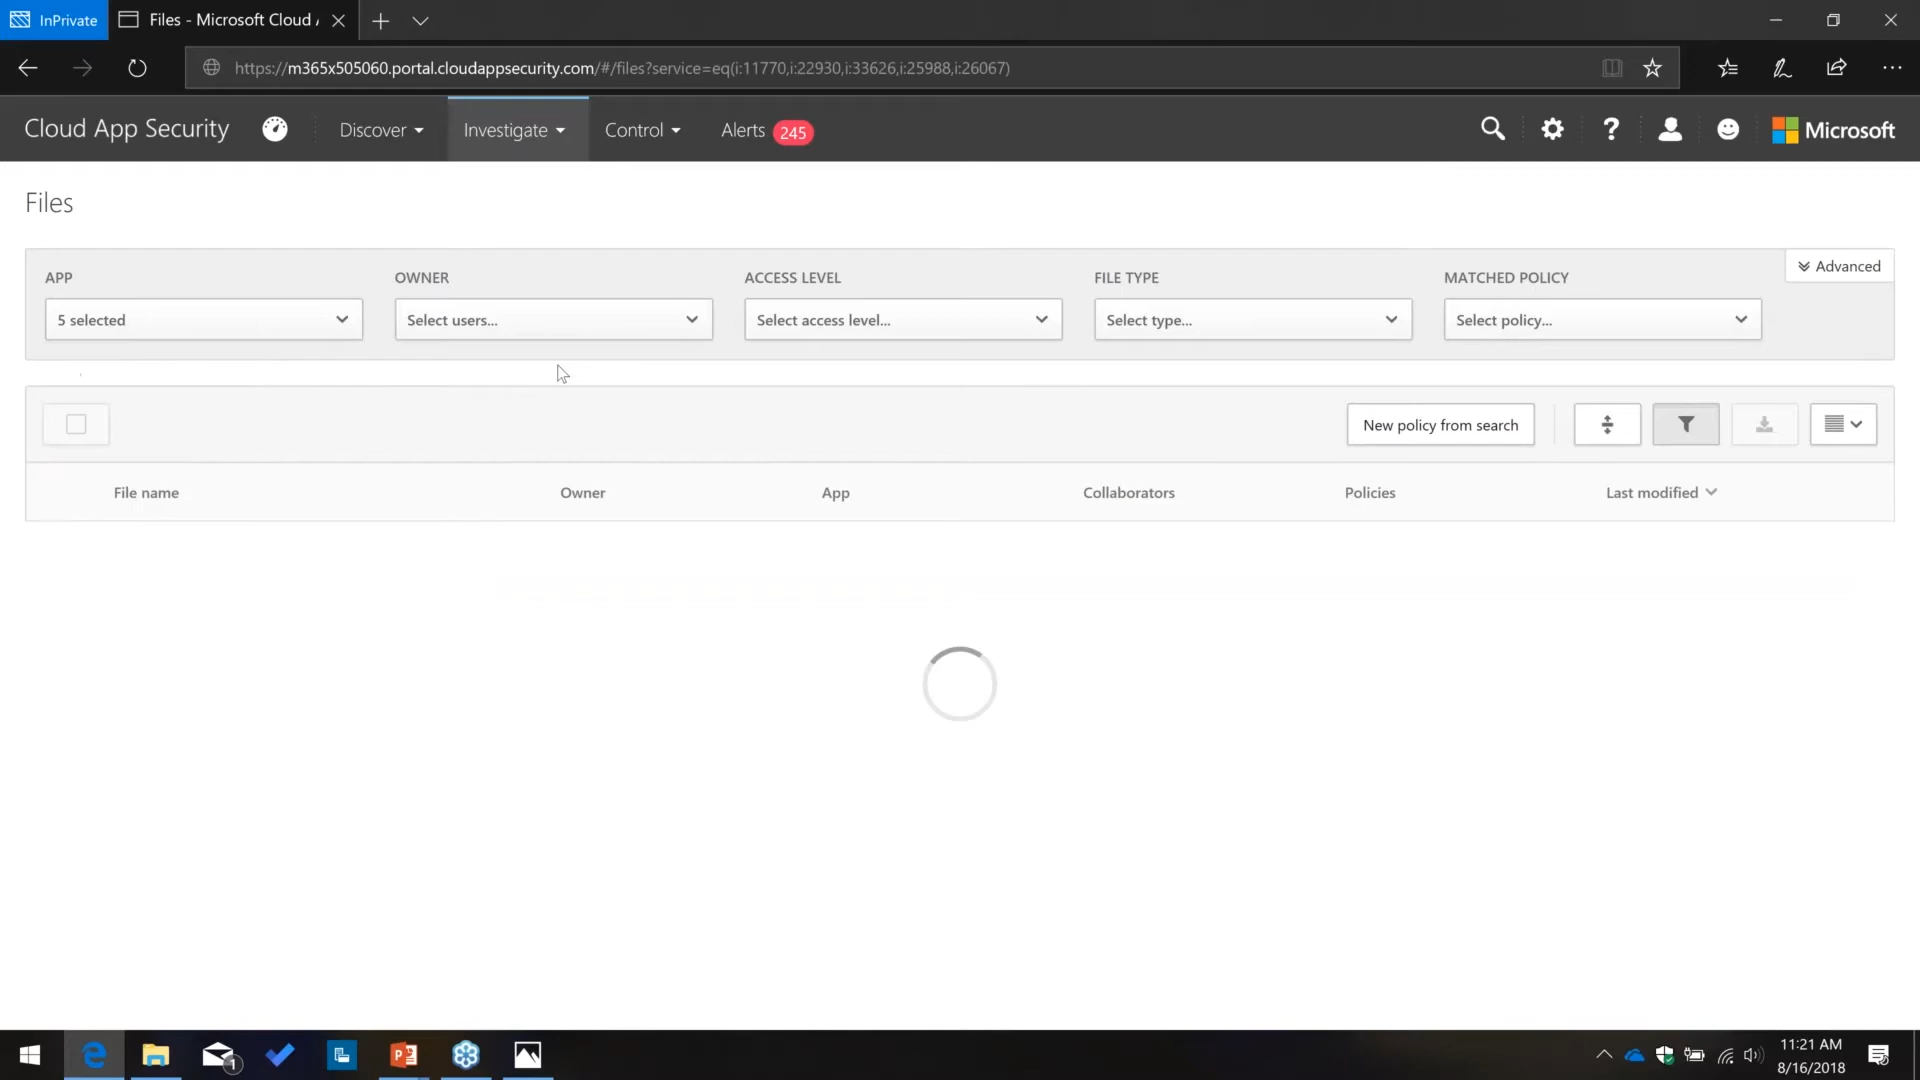 InPrivate
Files - Microsoft Cloud A
https://m365x505060.portal.cloudappsecurity.com/#/files?service=eq(i:11770,i:22930,i:33626,i:25988,i:26067)
Cloud App Security
Discover
Investigate
Control
Alerts 245
Microsoft
Files
Advanced
APP
OWNER
ACCESS LEVEL
FILE TYPE
MATCHED POLICY
5 selected
Select users...
Select access level...
Select type...
Select policy...
New policy from search
File name
Owner
App
Collaborators
Policies
Last modified
1
11:21 AM
8/16/2018